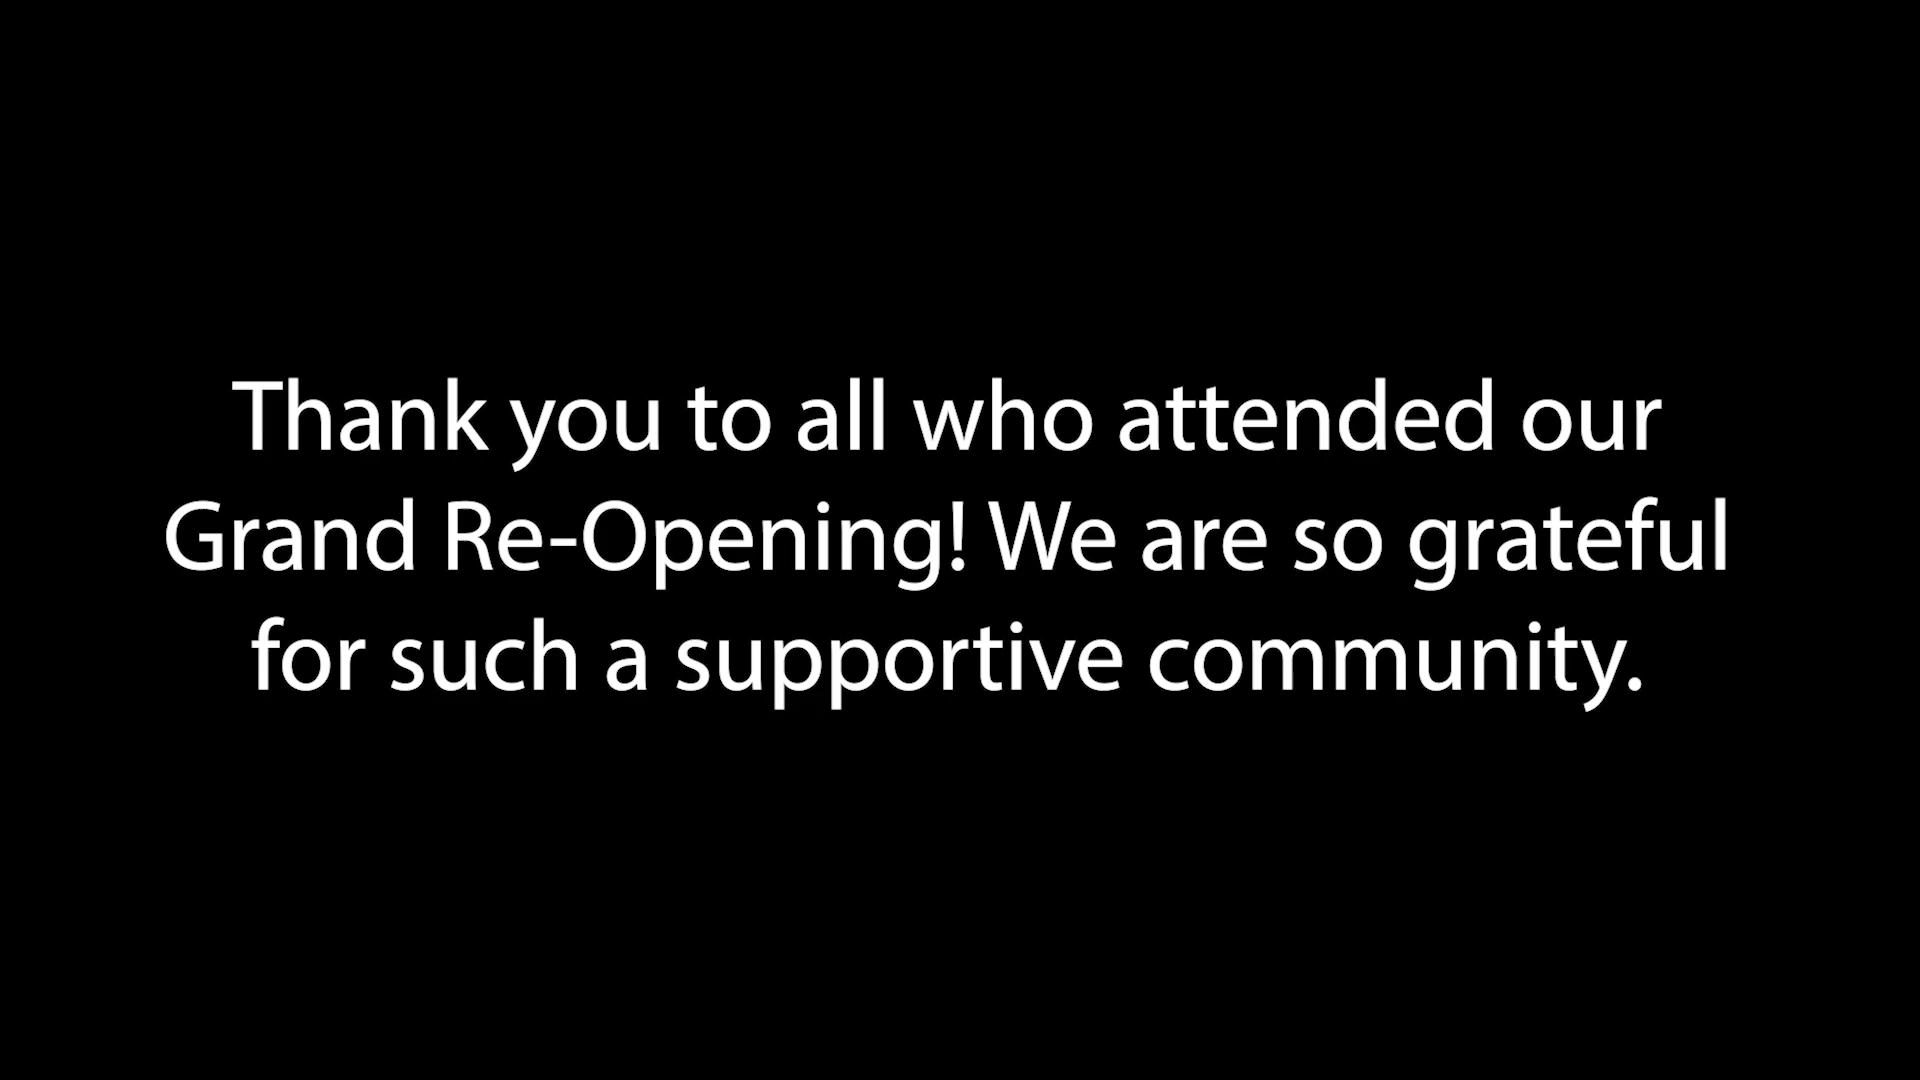 Thank you to all who attended our
Grand Re-Opening! We are so grateful
for such a supportive community.